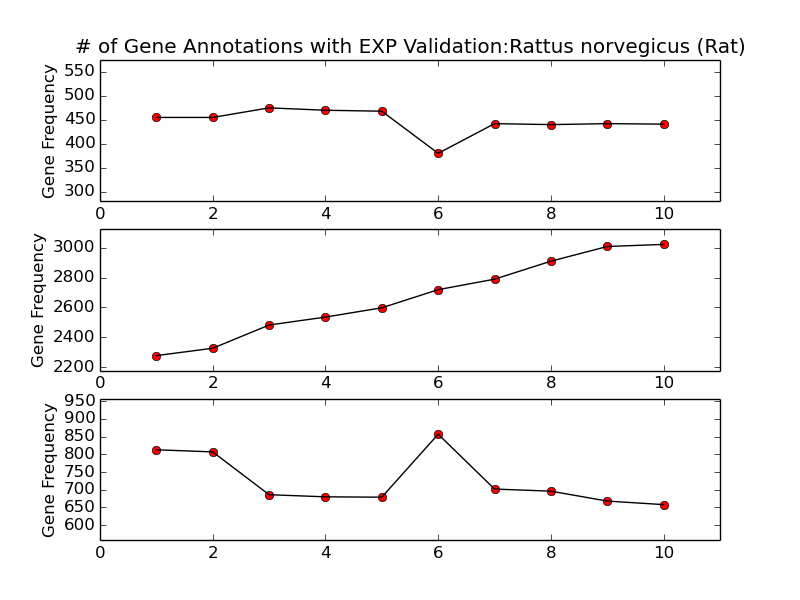 # of Gene Annotations with EXP Validation:Rattus norvegicus (Rat)
Gene Frequency
550
500
450
400
350
300
0 2 4 6 8 10
Gene Frequency
3000
2800
2600
2400
2200
0 2 4 6 8 10
Gene Frequency
950
900
850
800
750
700
650
600
0 2 4 6 8 10